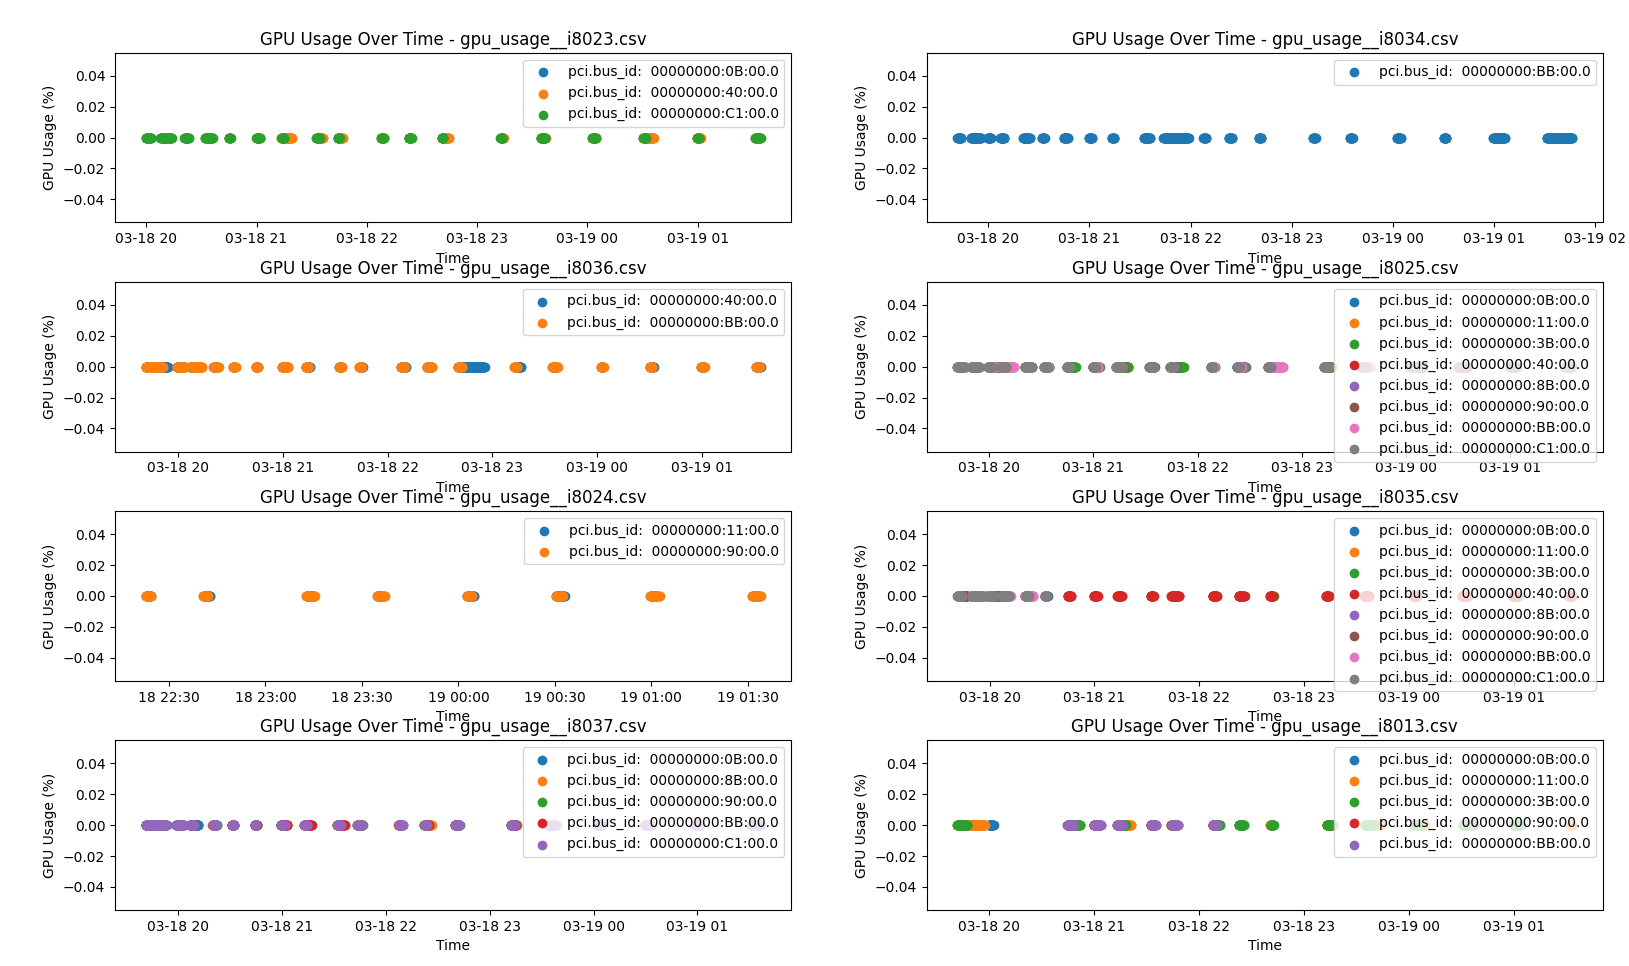 GPU Usage Over Time - gpu_usage__i8023.csv
GPU Usage (%)
0.04
0.02
0.00
−0.02
−0.04
pci.bus_id: 00000000:0B:00.0
pci.bus_id: 00000000:40:00.0
pci.bus_id: 00000000:C1:00.0
03-18 20 03-18 21 03-18 22 03-18 23 03-19 00 03-19 01
Time
GPU Usage Over Time - gpu_usage__i8034.csv
GPU Usage (%)
0.04
0.02
0.00
−0.02
−0.04
pci.bus_id: 00000000:BB:00.0
03-18 20 03-18 21 03-18 22 03-18 23 03-19 00 03-19 01 03-19 02
Time
GPU Usage Over Time - gpu_usage__i8036.csv
GPU Usage (%)
0.04
0.02
0.00
−0.02
−0.04
pci.bus_id: 00000000:40:00.0
pci.bus_id: 00000000:BB:00.0
03-18 20 03-18 21 03-18 22 03-18 23 03-19 00 03-19 01
Time
GPU Usage Over Time - gpu_usage__i8025.csv
GPU Usage (%)
0.04
0.02
0.00
−0.02
−0.04
pci.bus_id: 00000000:0B:00.0
pci.bus_id: 00000000:11:00.0
pci.bus_id: 00000000:3B:00.0
pci.bus_id: 00000000:40:00.0
pci.bus_id: 00000000:8B:00.0
pci.bus_id: 00000000:90:00.0
pci.bus_id: 00000000:BB:00.0
pci.bus_id: 00000000:C1:00.0
03-18 20 03-18 21 03-18 22 03-18 23 03-19 00 03-19 01
Time
GPU Usage Over Time - gpu_usage__i8024.csv
GPU Usage (%)
0.04
0.02
0.00
−0.02
−0.04
pci.bus_id: 00000000:11:00.0
pci.bus_id: 00000000:90:00.0
18 22:30 18 23:00 18 23:30 19 00:00 19 00:30 19 01:00 19 01:30
Time
GPU Usage Over Time - gpu_usage__i8035.csv
GPU Usage (%)
0.04
0.02
0.00
−0.02
−0.04
pci.bus_id: 00000000:0B:00.0
pci.bus_id: 00000000:11:00.0
pci.bus_id: 00000000:3B:00.0
pci.bus_id: 00000000:40:00.0
pci.bus_id: 00000000:8B:00.0
pci.bus_id: 00000000:90:00.0
pci.bus_id: 00000000:BB:00.0
pci.bus_id: 00000000:C1:00.0
03-18 20 03-18 21 03-18 22 03-18 23 03-19 00 03-19 01
Time
GPU Usage Over Time - gpu_usage__i8037.csv
GPU Usage (%)
0.04
0.02
0.00
−0.02
−0.04
pci.bus_id: 00000000:0B:00.0
pci.bus_id: 00000000:8B:00.0
pci.bus_id: 00000000:90:00.0
pci.bus_id: 00000000:BB:00.0
pci.bus_id: 00000000:C1:00.0
03-18 20 03-18 21 03-18 22 03-18 23 03-19 00 03-19 01
Time
GPU Usage Over Time - gpu_usage__i8013.csv
GPU Usage (%)
0.04
0.02
0.00
−0.02
−0.04
pci.bus_id: 00000000:0B:00.0
pci.bus_id: 00000000:11:00.0
pci.bus_id: 00000000:3B:00.0
pci.bus_id: 00000000:90:00.0
pci.bus_id: 00000000:BB:00.0
03-18 20 03-18 21 03-18 22 03-18 23 03-19 00 03-19 01
Time